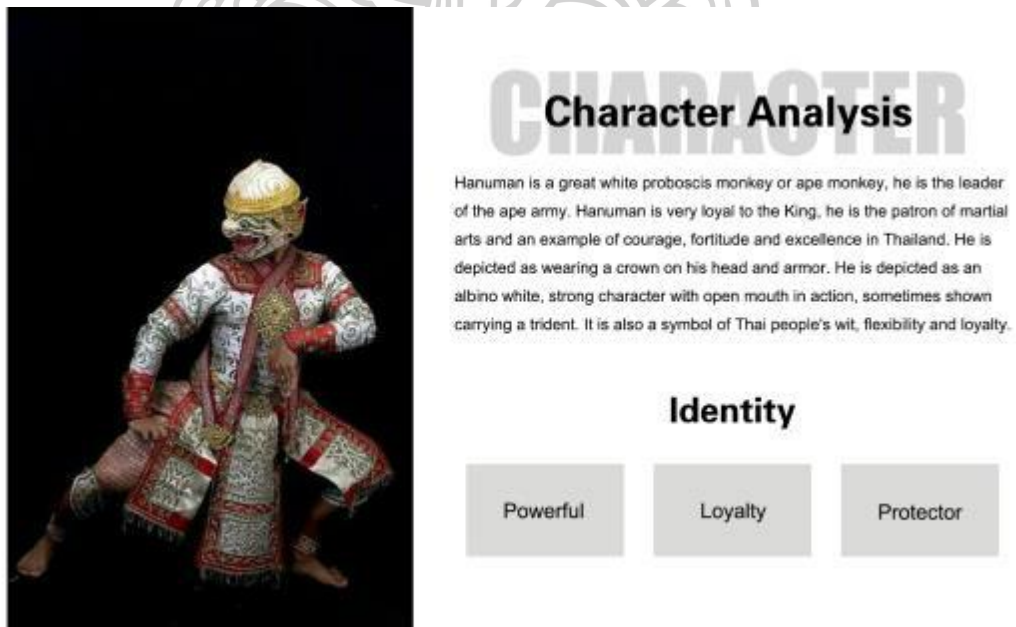 CHARACTER
Character Analysis
Hanuman is a great white proboscis monkey or ape monkey, he is the leader
of the ape army. Hanuman is very loyal to the King, he is the patron of martial
arts and an example of courage, fortitude and excellence in Thailand. He is
depicted as wearing a crown on his head and armor. He is depicted as an
albino white, strong character with open mouth in action, sometimes shown
carrying a trident. It is also a symbol of Thai people's wit, flexibility and loyalty.
Identity
Powerful
Loyalty
Protector